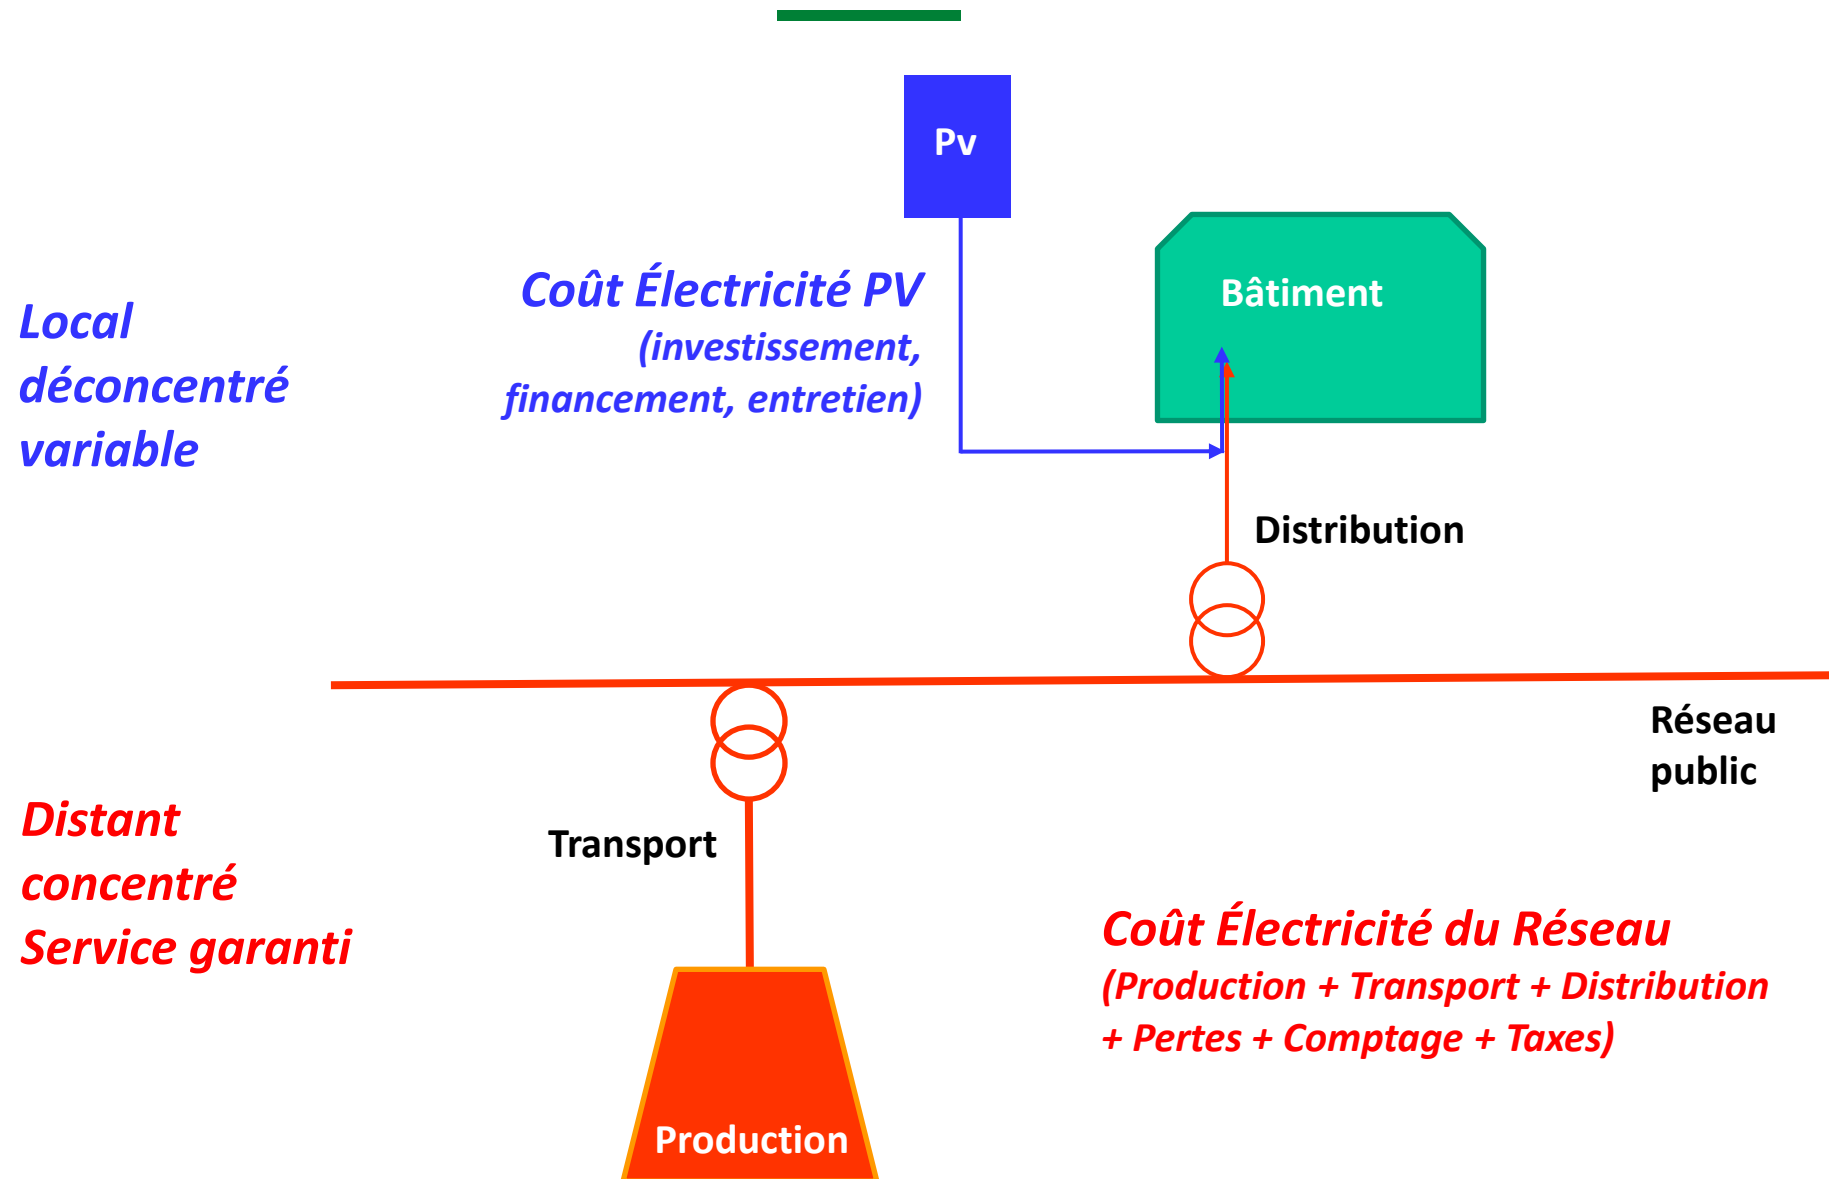 Pv
Bâtiment
Coût Électricité PV
(investissement,
financement, entretien)
Local
déconcentré
variable
Distribution
Réseau
public
Transport
Distant
concentré
Service garanti
Coût Électricité du Réseau
(Production + Transport + Distribution
+ Pertes + Comptage + Taxes)
Production